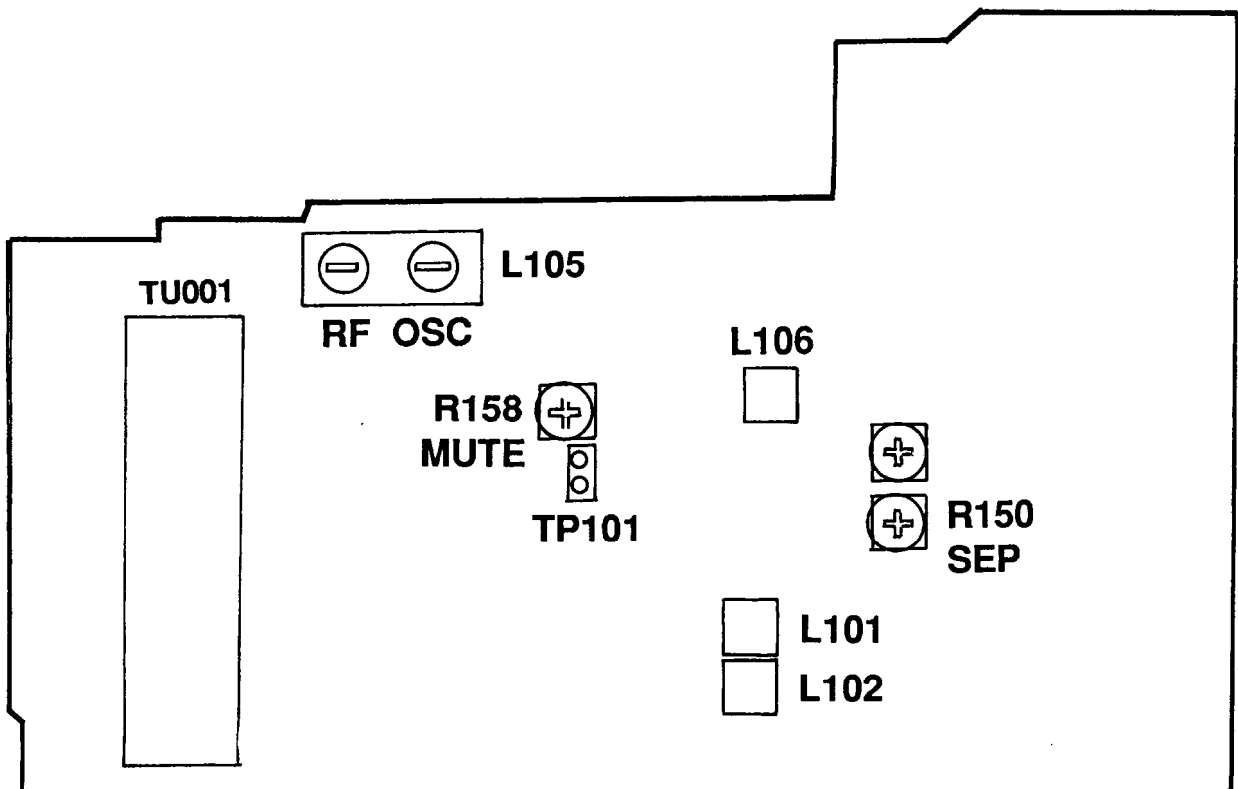 L105
TU001
RF OSC
L106
R158
MUTE
TP101
R150
SEP
L101
L102